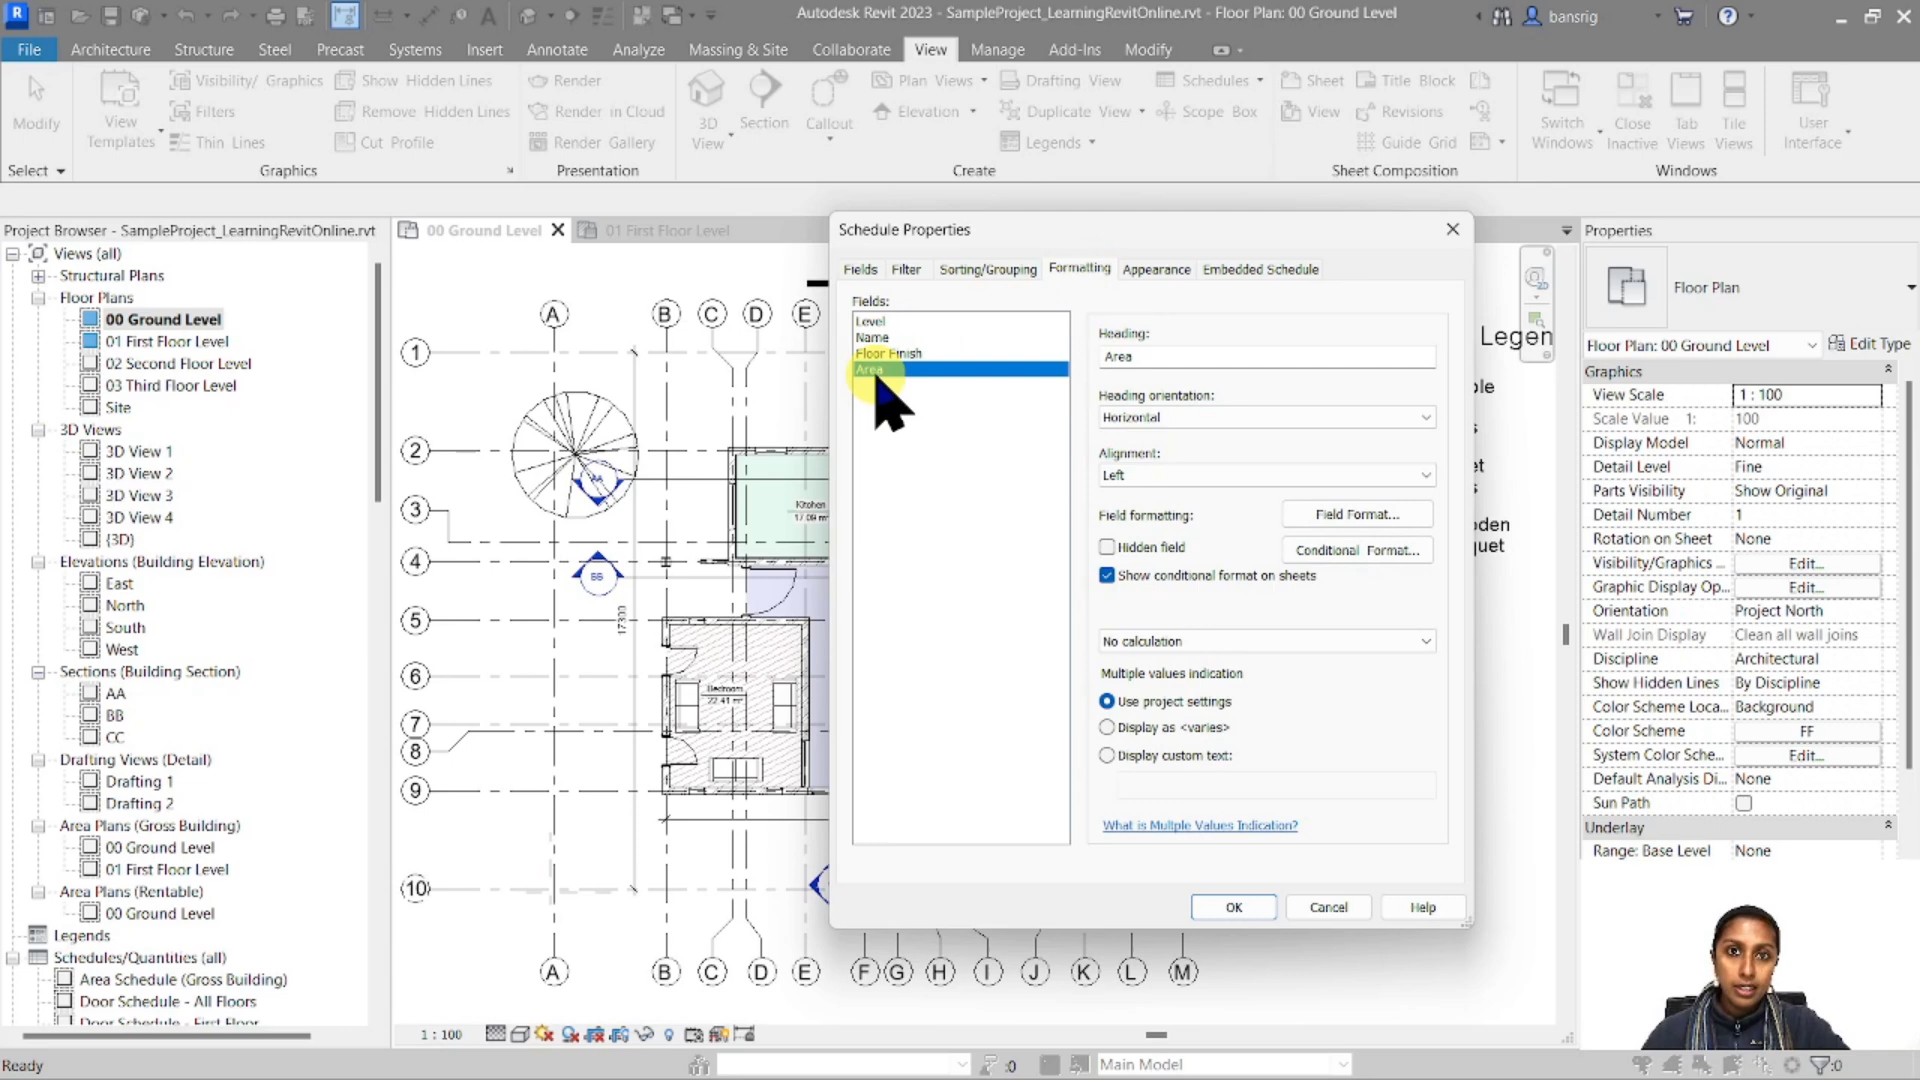 Autodesk Revit 2023 - SampleProject_LearningRevitOnline.rvt - Floor Plan: 00 Ground Level
bansrig
File Architecture Structure Steel Precast Systems Insert Annotate Analyze Massing & Site Collaborate View Manage Add-Ins Modify
Modify
View Templates
Visibility/ Graphics
Filters
Thin Lines
Show Hidden Lines
Remove Hidden Lines
Cut Profile
Render
Render in Cloud
Render Gallery
3D View
Section
Callout
Plan Views
Elevation
Drafting View
Duplicate View
Legends
Schedules
Scope Box
Sheet
View
Title Block
Revisions
Guide Grid
Switch Windows
Close Inactive
Tab Views
Tile Views
User Interface
Select
Graphics
Presentation
Create
Sheet Composition
Windows
Project Browser - SampleProject_LearningRevitOnline.rvt
Views (all)
Structural Plans
Floor Plans
00 Ground Level
01 First Floor Level
02 Second Floor Level
03 Third Floor Level
Site
3D Views
3D View 1
3D View 2
3D View 3
3D View 4
{3D}
Elevations (Building Elevation)
East
North
South
West
Sections (Building Section)
AA
BB
CC
Drafting Views (Detail)
Drafting 1
Drafting 2
Area Plans (Gross Building)
00 Ground Level
01 First Floor Level
Area Plans (Rentable)
00 Ground Level
Legends
Schedules/Quantities (all)
Area Schedule (Gross Building)
Door Schedule - All Floors
Door Schedule - First Floor
00 Ground Level
01 First Floor Level
A B C D E
1
2
3
4
5
6
7
8
9
10
AA
BB
17300
Kitchen
17.09 m²
Bedroom
22.41 m²
A B C D E F G H I J K L M
Legen
Schedule Properties
Fields Filter Sorting/Grouping Formatting Appearance Embedded Schedule
Fields:
Level
Name
Floor Finish
Area
Heading:
Area
Heading orientation:
Horizontal
Alignment:
Left
Field formatting:
Field Format...
Hidden field
Conditional Format...
Show conditional format on sheets
No calculation
Multiple values indication
Use project settings
Display as <varies>
Display custom text:
What is Multiple Values Indication?
OK Cancel Help
Properties
Floor Plan
Floor Plan: 00 Ground Level
Edit Type
Graphics
View Scale 1 : 100
Scale Value 1: 100
Display Model Normal
Detail Level Fine
Parts Visibility Show Original
Detail Number 1
Rotation on Sheet None
Visibility/Graphics ... Edit...
Graphic Display Op... Edit...
Orientation Project North
Wall Join Display Clean all wall joins
Discipline Architectural
Show Hidden Lines By Discipline
Color Scheme Loca... Background
Color Scheme FF
System Color Sche... Edit...
Default Analysis Di... None
Sun Path
Underlay
Range: Base Level None
1 : 100
Ready
:0
Main Model
:0